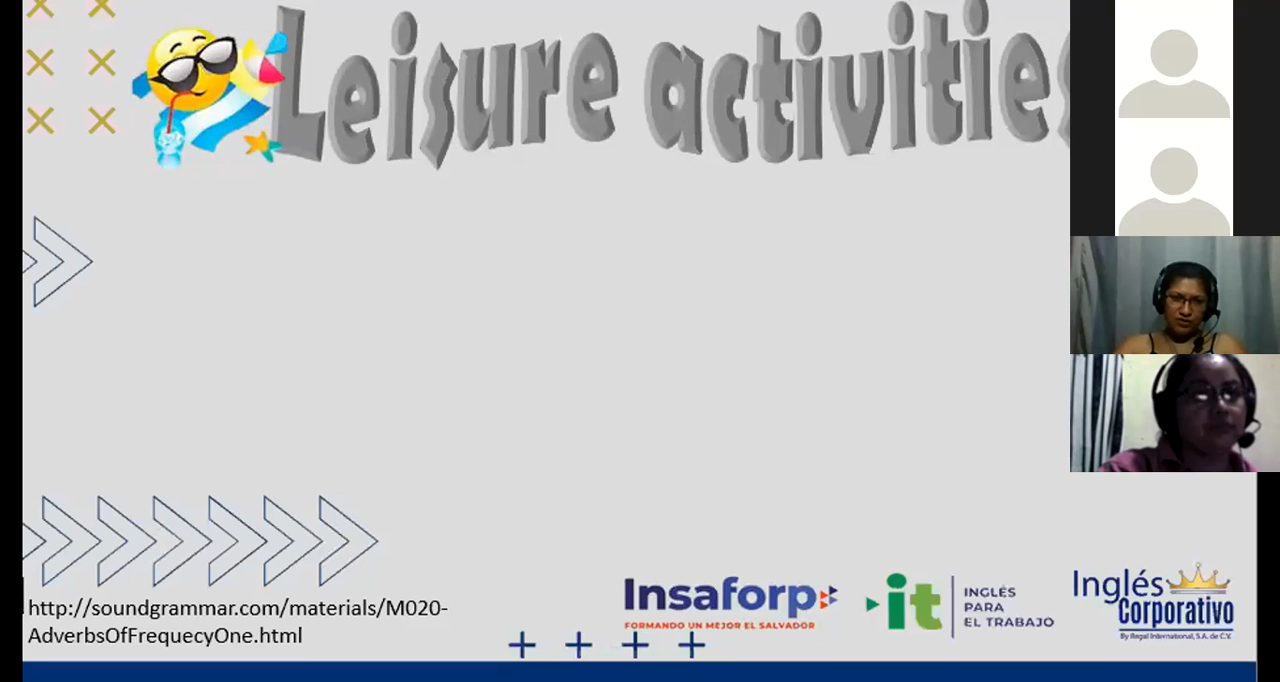 Leisure activities
http://soundgrammar.com/materials/M020-
AdverbsOfFrequecyOne.html
Insaforp
FORMANDO UN MEJOR EL SALVADOR
it
INGLÉS
PARA
EL TRABAJO
Inglés
Corporativo
By Regal International, S.A. de C.V.